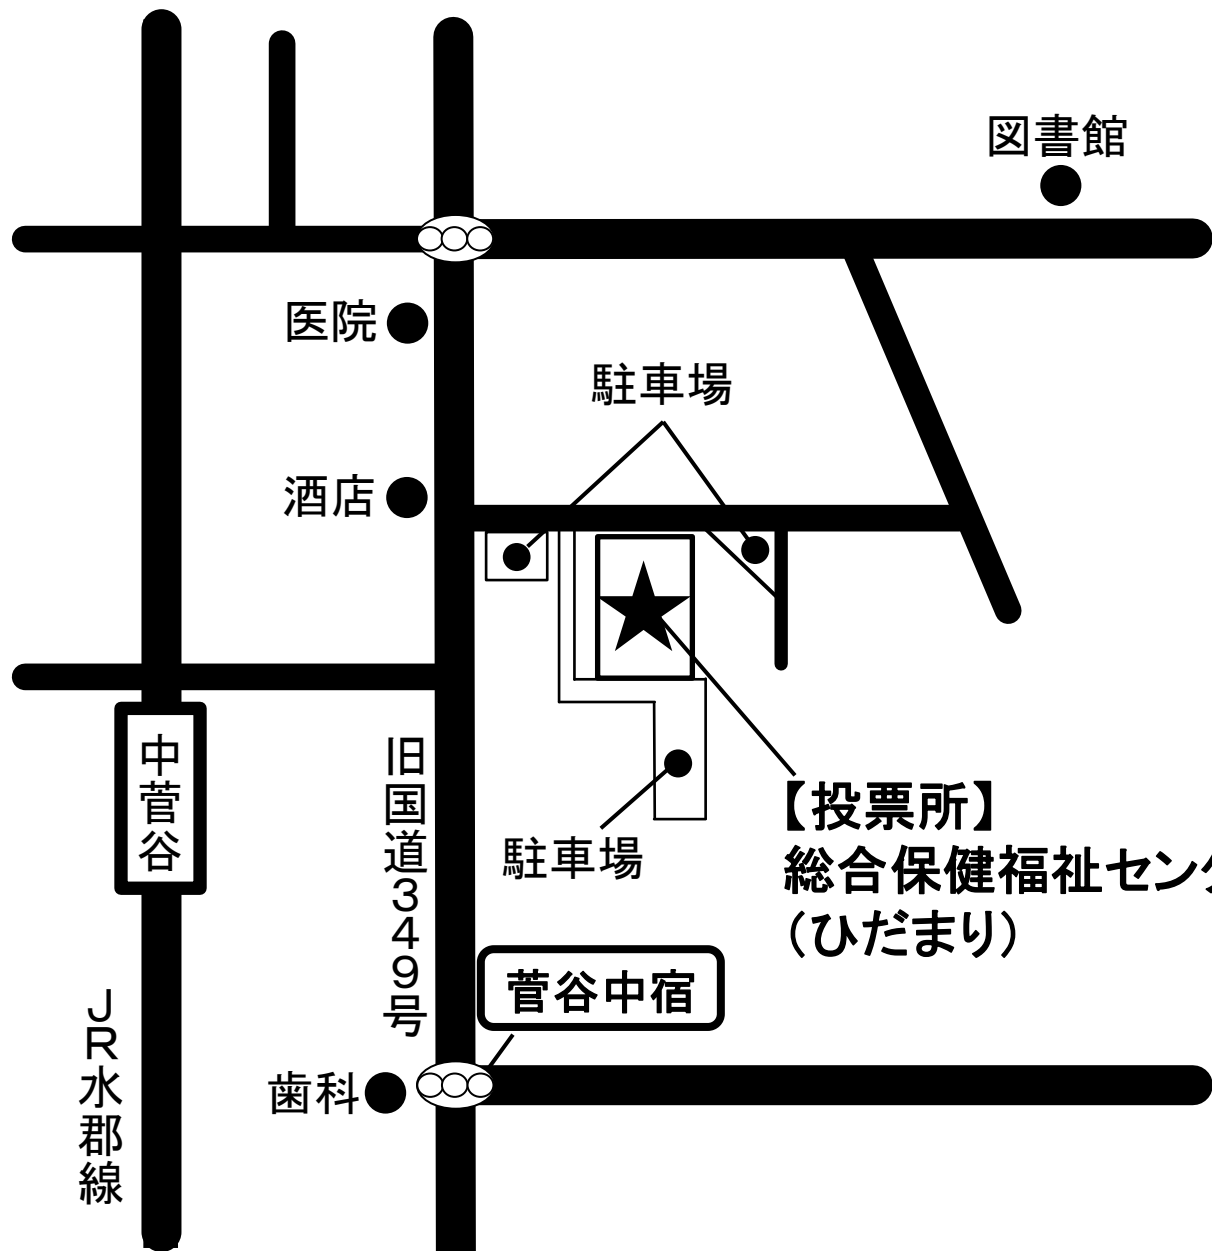 図書館
医院
駐車場
酒店
中菅谷
旧国道349号
駐車場
【投票所】
総合保健福祉センタ
(ひだまり)
菅谷中宿
JR水郡線
歯科